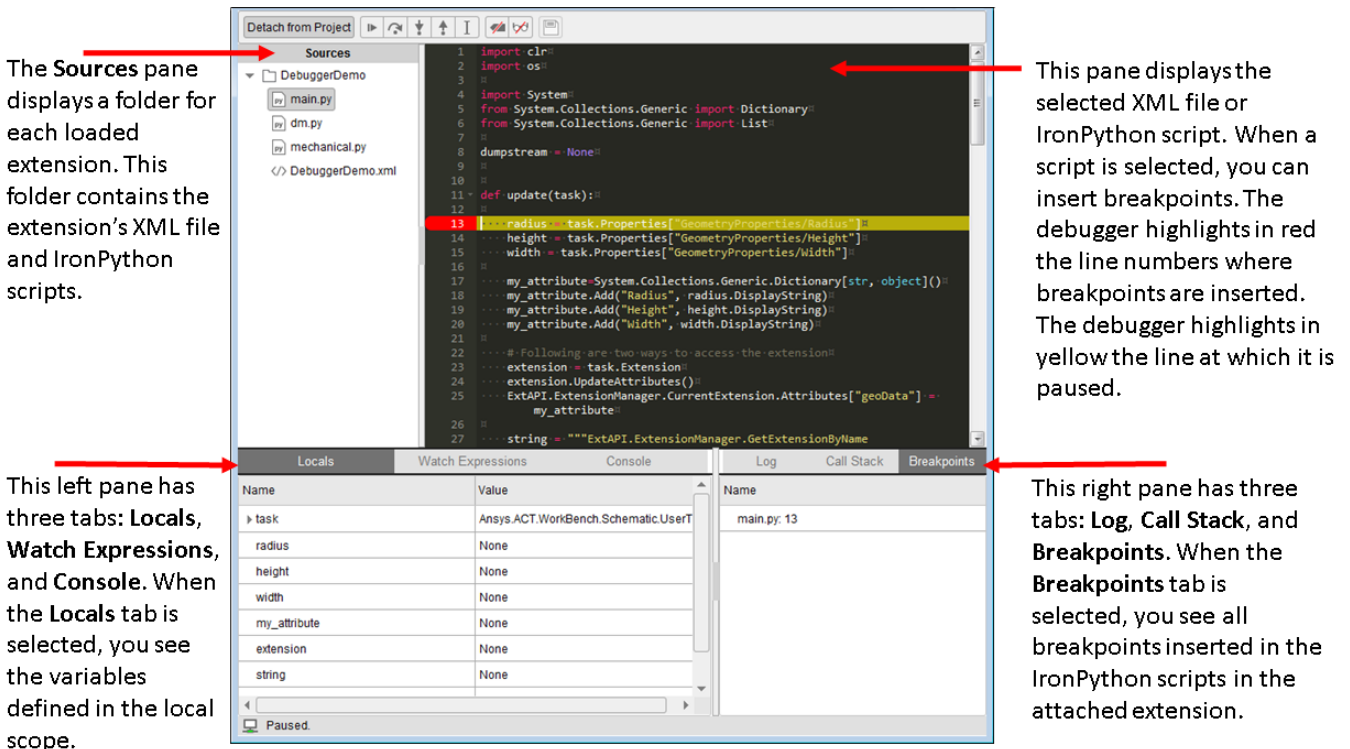 Detach from Project
The Sources pane
displays a folder for
each loaded
extension. This
folder contains the
extension's XML file
and IronPython
scripts.
Sources
DebuggerDemo
main.py
dm.py
mechanical.py
</> DebuggerDemo.xml
1 import clr
2 import os
3
4 import System
5 from System.Collections.Generic import Dictionary
6 from System.Collections.Generic import List
7
8 dumpstream = None
9
10
11 def update(task):
12
13 radius = task.Properties["GeometryProperties/Radius"]
14 height = task.Properties["GeometryProperties/Height"]
15 width = task.Properties["GeometryProperties/Width"]
16
17 my_attribute=System.Collections.Generic.Dictionary[str, object]()
18 my_attribute.Add("Radius", radius.DisplayString)
19 my_attribute.Add("Height", height.DisplayString)
20 my_attribute.Add("Width", width.DisplayString)
21
22 # Following are two ways to access the extension
23 extension = task.Extension
24 extension.UpdateAttributes()
25 ExtAPI.ExtensionManager.CurrentExtension.Attributes["geoData"] =
my_attribute
26
27 string = """ExtAPI.ExtensionManager.GetExtensionByName
This pane displays the
selected XML file or
IronPython script. When a
script is selected, you can
insert breakpoints. The
debugger highlights in red
the line numbers where
breakpoints are inserted.
The debugger highlights in
yellow the line at which it is
paused.
This left pane has
three tabs: Locals,
Watch Expressions,
and Console. When
the Locals tab is
selected, you see
the variables
defined in the local
scope.
Locals Watch Expressions Console
Name Value
task Ansys.ACT.WorkBench.Schematic.UserT
radius None
height None
width None
my_attribute None
extension None
string None
Paused.
Log Call Stack Breakpoints
Name
main.py: 13
This right pane has three
tabs: Log, Call Stack, and
Breakpoints. When the
Breakpoints tab is
selected, you see all
breakpoints inserted in the
IronPython scripts in the
attached extension.